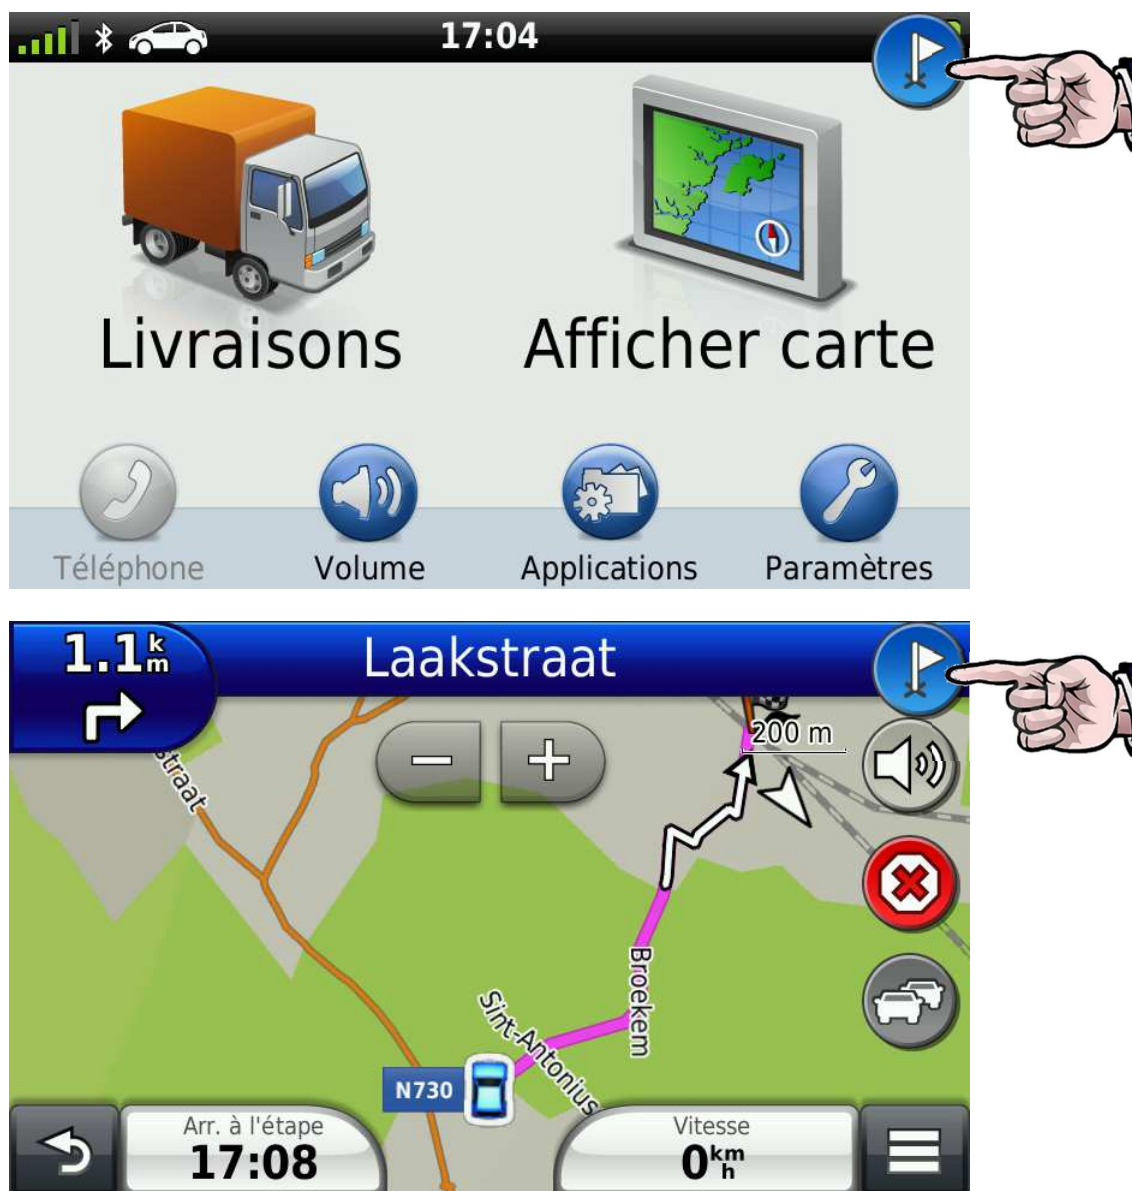 17:04
Livraisons
Afficher carte
Téléphone
Volume
Applications
Paramètres
1.1 km
Laakstraat
200 m
straat
Broekem
Sint-Antonius
N730
Arr. à l'étape
17:08
Vitesse
0 km/h